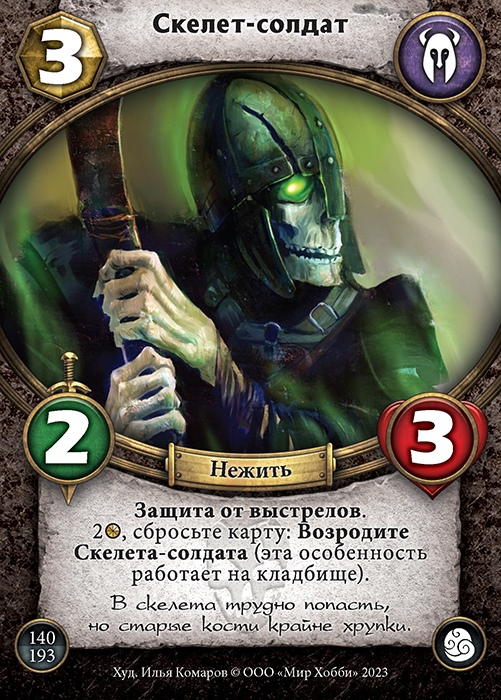 3
Скелет-солдат
2
3
Нежить
Защита от выстрелов.
2, сбросьте карту: Возродите
Скелета-солдата (эта особенность
работает на кладбище).
В скелета трудно попасть,
но старые кости крайне хрупки.
140
193
Худ. Илья Комаров © ООО «Мир Хобби» 2023